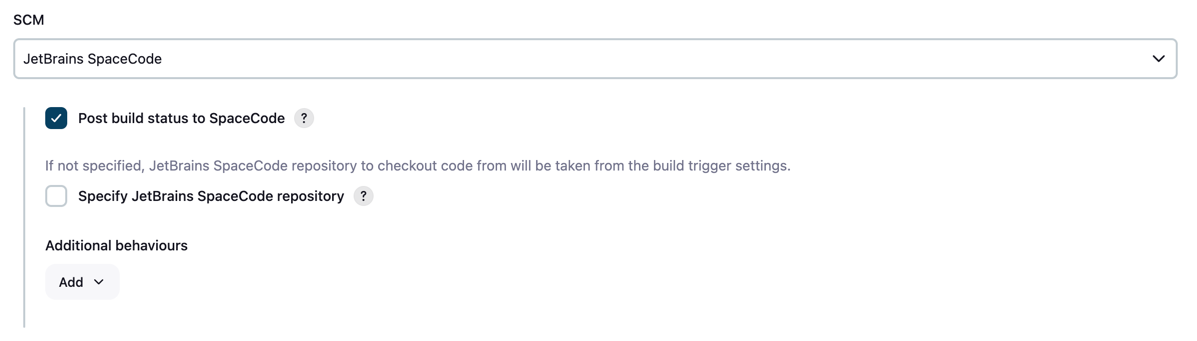 SCM
JetBrains SpaceCode
Post build status to SpaceCode ?
If not specified, JetBrains SpaceCode repository to checkout code from will be taken from the build trigger settings.
Specify JetBrains SpaceCode repository ?
Additional behaviours
Add